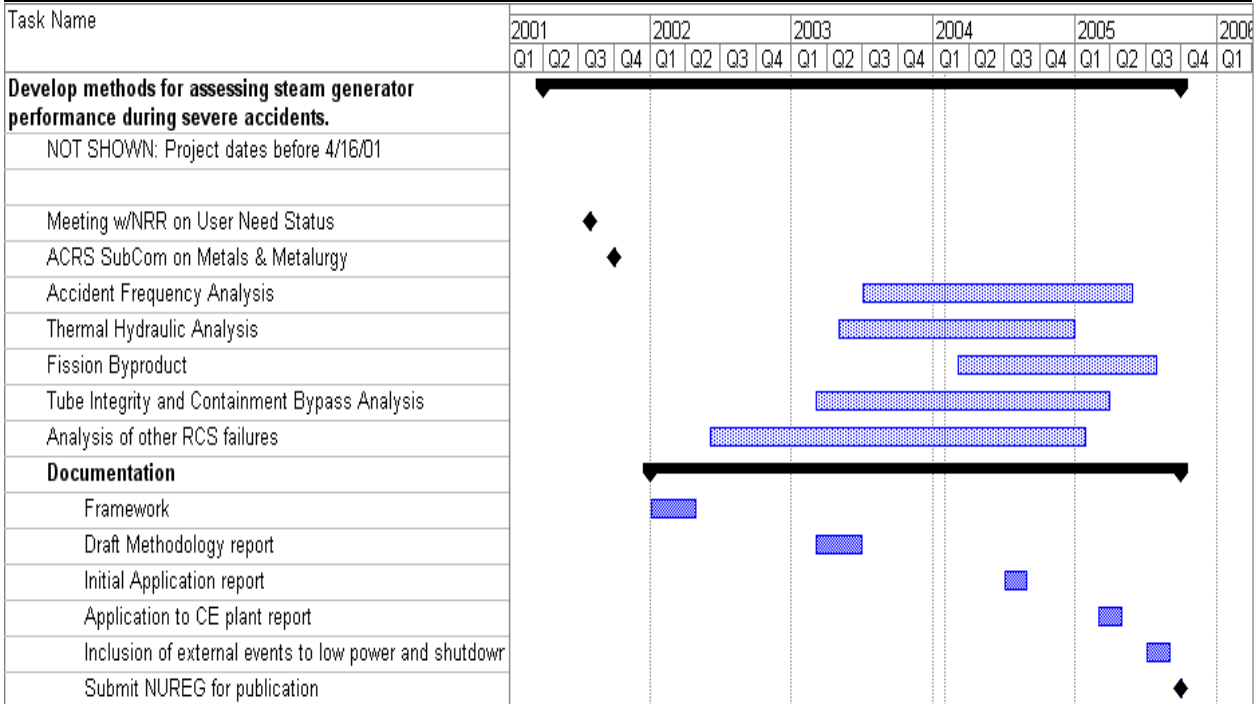 Task Name
2001 2002 2003 2004 2005 2006
Q1 Q2 Q3 Q4 Q1 Q2 Q3 Q4 Q1 Q2 Q3 Q4 Q1 Q2 Q3 Q4 Q1 Q2 Q3 Q4 Q1
Develop methods for assessing steam generator
performance during severe accidents.
NOT SHOWN: Project dates before 4/16/01
Meeting w/NRR on User Need Status
ACRS SubCom on Metals & Metalurgy
Accident Frequency Analysis
Thermal Hydraulic Analysis
Fission Byproduct
Tube Integrity and Containment Bypass Analysis
Analysis of other RCS failures
Documentation
Framework
Draft Methodology report
Initial Application report
Application to CE plant report
Inclusion of external events to low power and shutdown
Submit NUREG for publication